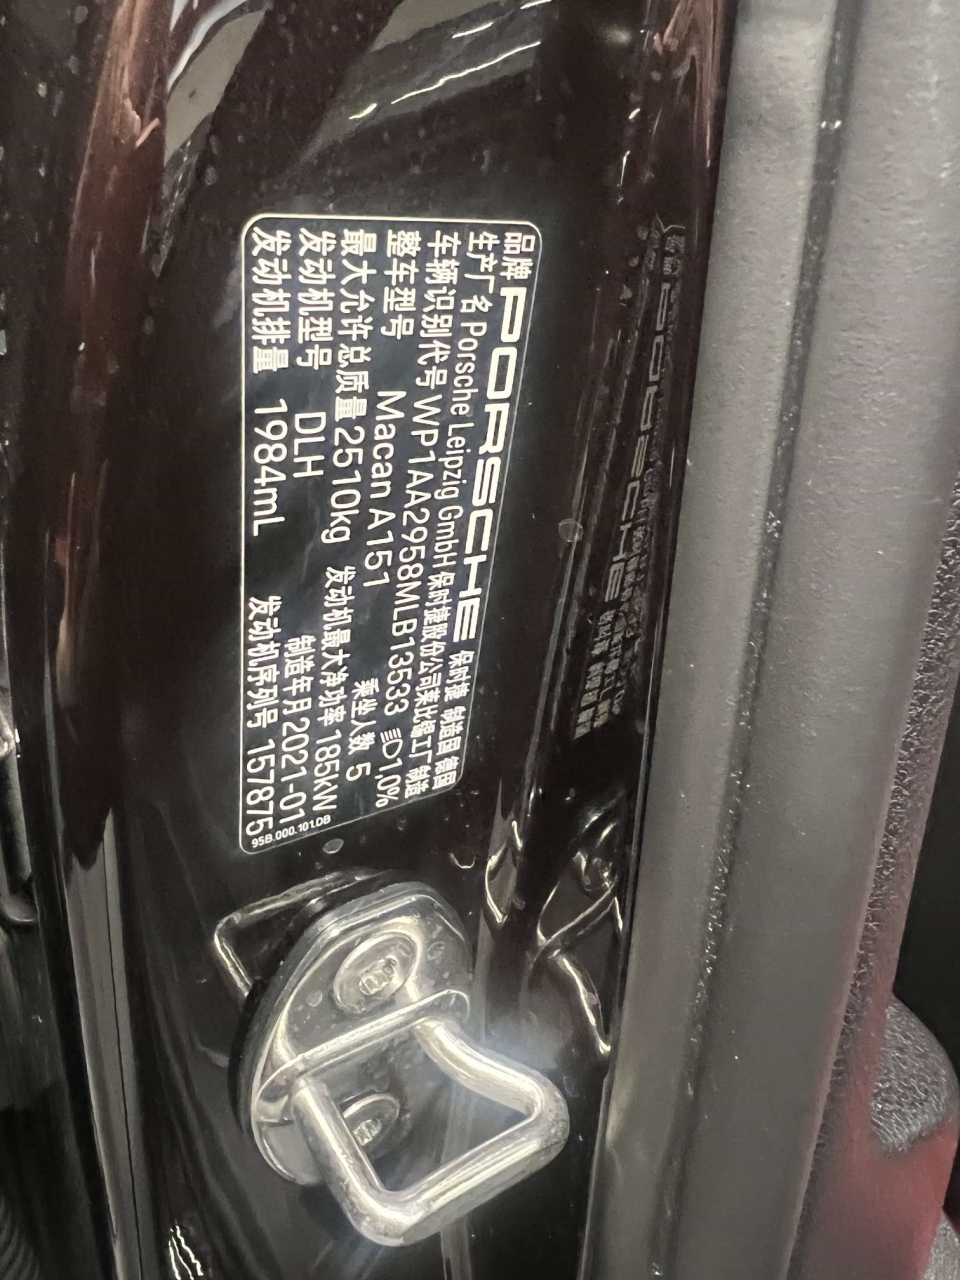 品牌 PORSCHE 保时捷 制造国 德国
生产厂名 Porsche Leipzig GmbH 保时捷股份公司莱比锡工厂 制造
车辆识别代号 WP1AA2958MLB13533 1,0%
整车型号 Macan A151 乘坐人数 5
最大允许总质量 2510kg 发动机最大净功率 185kW
发动机型号 DLH 制造年月 2021-01
发动机排量 1984mL 发动机序列号 157875
95B.000.101.DB